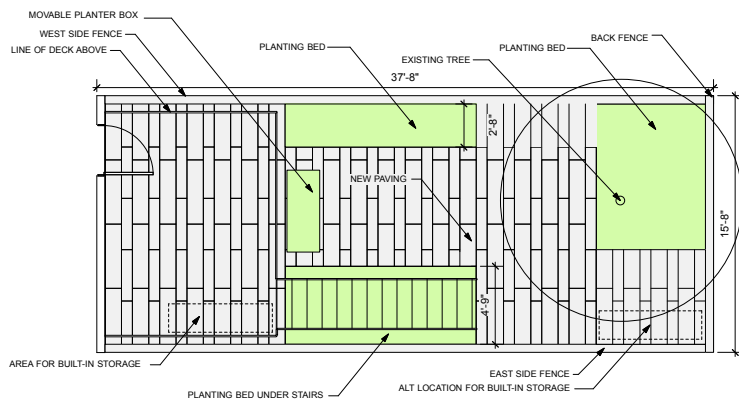 MOVABLE PLANTER BOX
WEST SIDE FENCE
LINE OF DECK ABOVE
PLANTING BED
EXISTING TREE
PLANTING BED
BACK FENCE
37'-8"
2'-8"
NEW PAVING
15'-8"
4'-9"
AREA FOR BUILT-IN STORAGE
PLANTING BED UNDER STAIRS
EAST SIDE FENCE
ALT LOCATION FOR BUILT-IN STORAGE